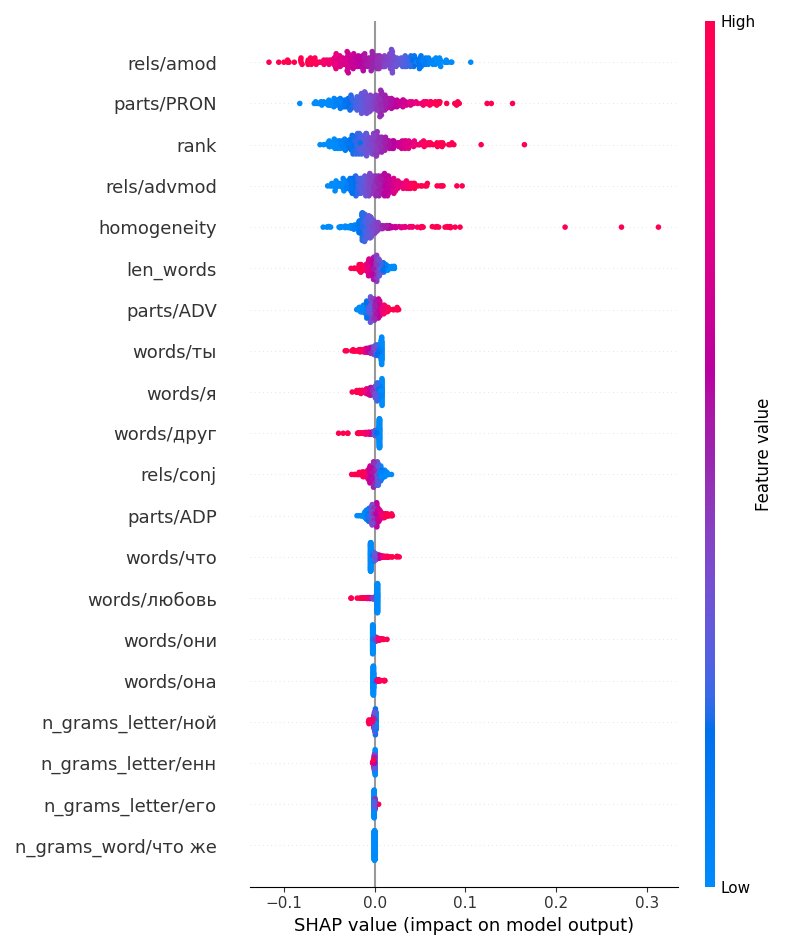 High
rels/amod
parts/PRON
rank
rels/advmod
homogeneity
len_words
parts/ADV
words/ты
words/я
words/друг
rels/conj
parts/ADP
words/что
words/любовь
words/они
words/она
n_grams_letter/ной
n_grams_letter/енн
n_grams_letter/его
n_grams_word/что же
Feature value
Low
−0.1 0.0 0.1 0.2 0.3
SHAP value (impact on model output)